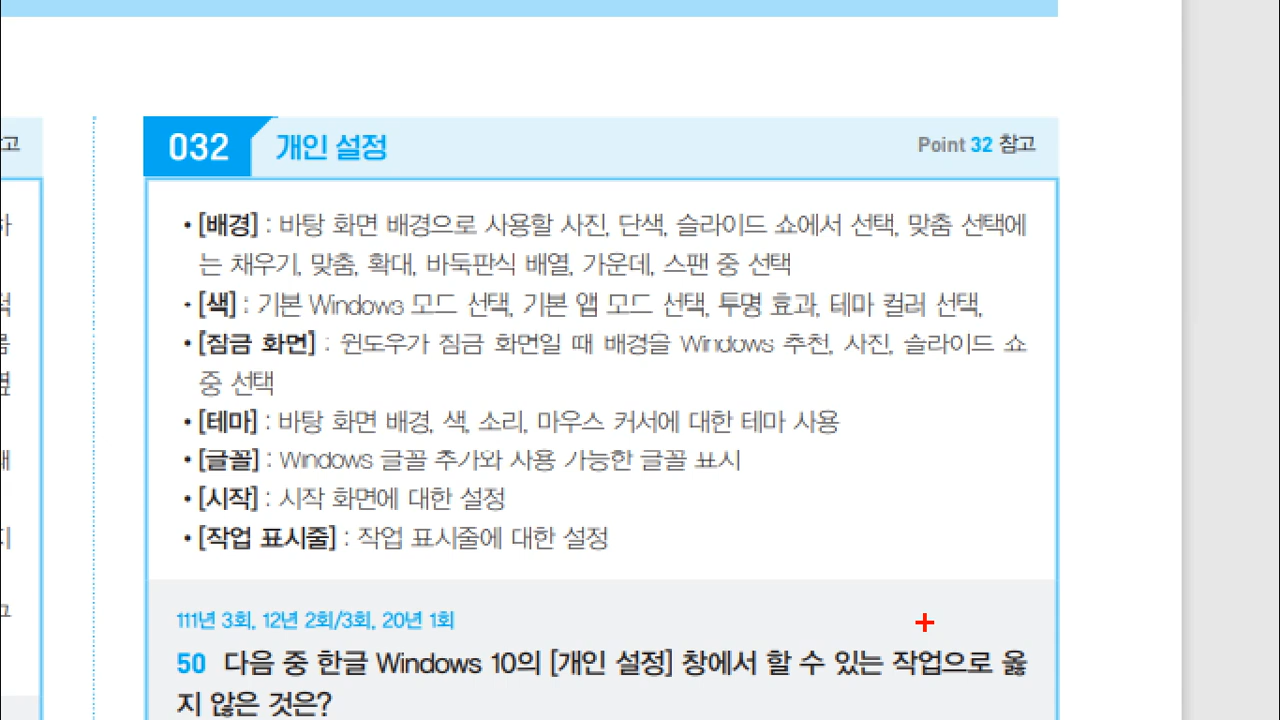 032 개인 설정 Point 32 참고
• [배경] : 바탕 화면 배경으로 사용할 사진, 단색, 슬라이드 쇼에서 선택, 맞춤 선택에
는 채우기, 맞춤, 확대, 바둑판식 배열, 가운데, 스팬 중 선택
• [색] : 기본 Windows 모드 선택, 기본 앱 모드 선택, 투명 효과, 테마 컬러 선택,
• [잠금 화면] : 윈도우가 잠금 화면일 때 배경을 Windows 추천, 사진, 슬라이드 쇼
중 선택
• [테마] : 바탕 화면 배경, 색, 소리, 마우스 커서에 대한 테마 사용
• [글꼴] : Windows 글꼴 추가와 사용 가능한 글꼴 표시
• [시작] : 시작 화면에 대한 설정
• [작업 표시줄] : 작업 표시줄에 대한 설정
111년 3회, 12년 2회/3회, 20년 1회
50 다음 중 한글 Windows 10의 [개인 설정] 창에서 할 수 있는 작업으로 옳
지 않은 것은?